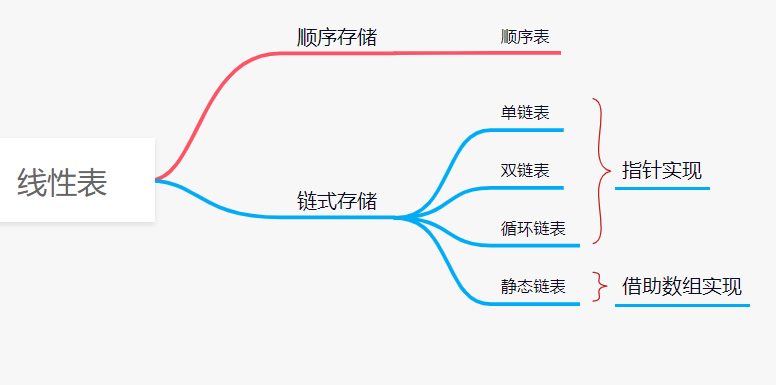 线性表
顺序存储
顺序表
链式存储
单链表
双链表
循环链表
静态链表
指针实现
借助数组实现